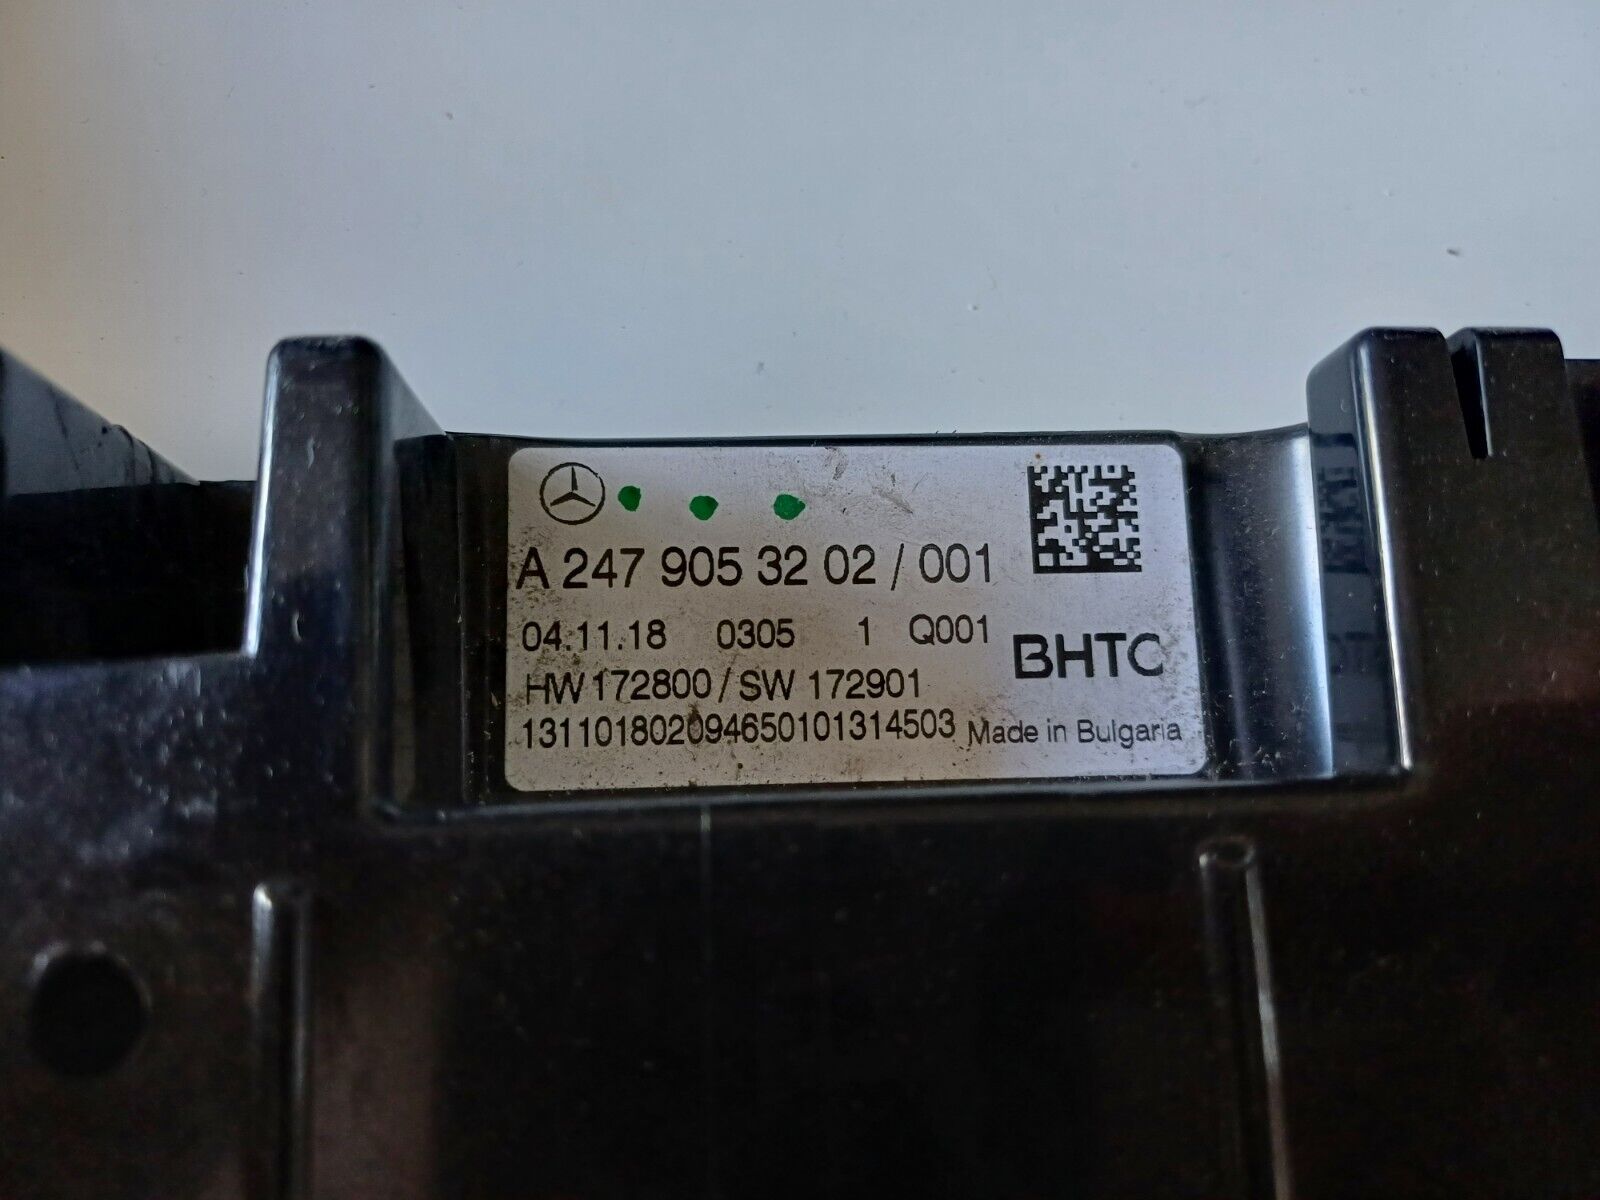 A 247 905 32 02 / 001
04.11.18 0305 1 Q001
BHTC
HW 172800 / SW 172901
131101802094650101314503 Made in Bulgaria